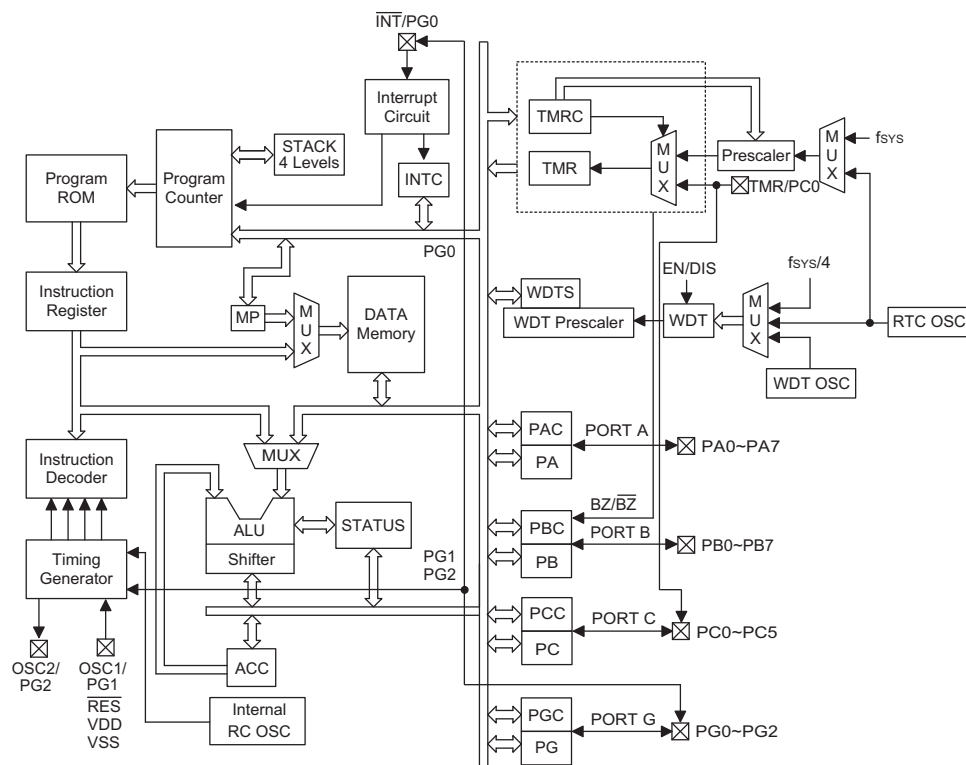 INT/PG0
Interrupt
Circuit
STACK
4 Levels
INTC
Program
ROM
Program
Counter
PG0
Instruction
Register
MP
MUX
DATA
Memory
MUX
Instruction
Decoder
ALU
Shifter
STATUS
Timing
Generator
PG1
PG2
OSC2/
PG2
OSC1/
PG1
RES
VDD
VSS
ACC
Internal
RC OSC
TMRC
TMR
MUX
Prescaler
MUX
fSYS
TMR/PC0
EN/DIS
fSYS/4
WDTS
WDT Prescaler
WDT
MUX
RTC OSC
WDT OSC
PAC
PA
PORT A
PA0~PA7
BZ/BZ
PBC
PB
PORT B
PB0~PB7
PCC
PC
PORT C
PC0~PC5
PGC
PG
PORT G
PG0~PG2